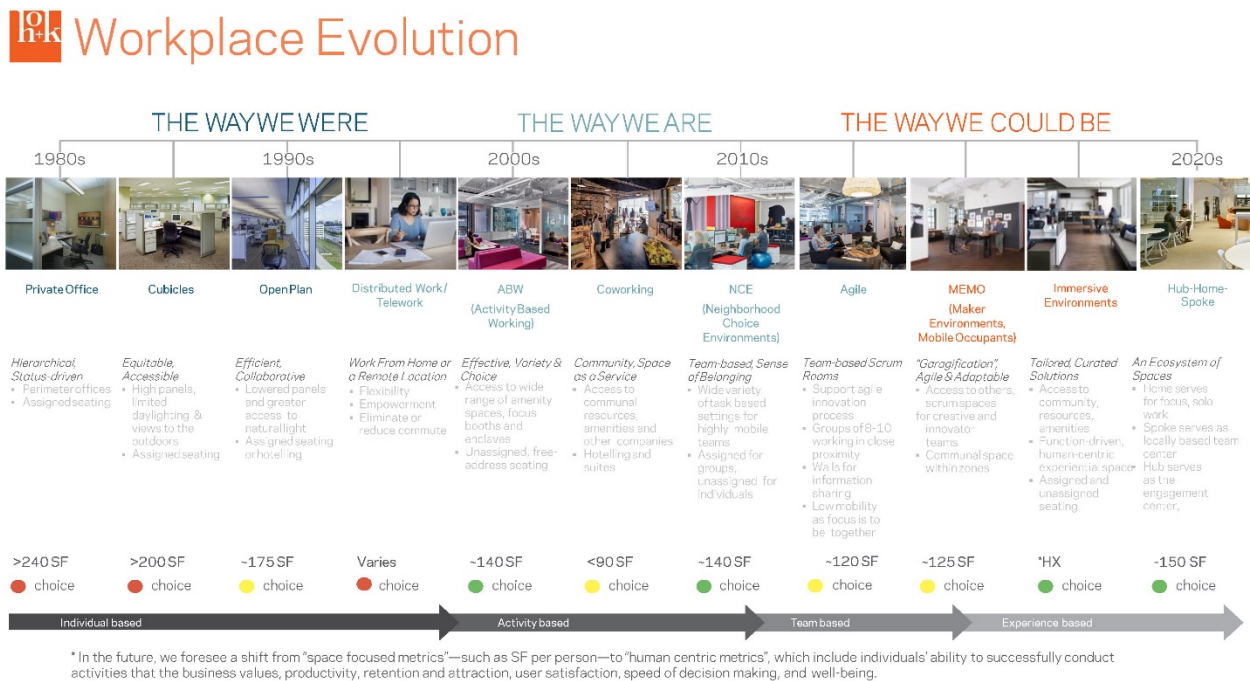 h o +k
Workplace Evolution
THE WAY WE WERE
THE WAY WE ARE
THE WAY WE COULD BE
1980s
1990s
2000s
2010s
2020s
Private Office
Hierarchical,
Status-driven
▪ Perimeter offices
▪ Assigned seating
>240 SF
choice
Cubicles
Equitable,
Accessible
▪ High panels,
limited
daylighting &
views to the
outdoors
▪ Assigned seating
>200 SF
choice
Open Plan
Efficient,
Collaborative
▪ Lowered panels
and greater
access to
natural light
▪ Assigned seating
or hotelling
~175 SF
choice
Distributed Work/
Telework
Work From Home or
a Remote Location
▪ Flexibility
▪ Empowerment
▪ Eliminate or
reduce commute
Varies
choice
ABW
(Activity Based
Working)
Effective, Variety &
Choice
▪ Access to wide
range of amenity
spaces, focus
booths and
enclaves
▪ Unassigned, free-
address seating
~140 SF
choice
Coworking
Community, Space
as a Service
▪ Access to
communal
resources,
amenities and
other companies
▪ Hotelling and
suites
<90 SF
choice
NCE
(Neighborhood
Choice
Environments)
Team-based, Sense
of Belonging
▪ Wide variety
of task based
settings for
highly mobile
teams
▪ Assigned for
groups,
unassigned for
individuals
~140 SF
choice
Agile
Team-based Scrum
Rooms
▪ Support agile
innovation
process
▪ Groups of 8-10
working in close
proximity
▪ Walls for
information
sharing
▪ Low mobility
as focus is to
be together
~120 SF
choice
MEMO
(Maker
Environments,
Mobile Occupants)
"Garagification",
Agile & Adaptable
▪ Access to others,
scrum spaces
for creative and
innovator
teams
▪ Communal space
within zones
~125 SF
choice
Immersive
Environments
Tailored, Curated
Solutions
▪ Access to
community,
resources,
amenities
▪ Function-driven,
human-centric
experiential space
▪ Assigned and
unassigned
seating
*HX
choice
Hub-Home-
Spoke
An Ecosystem of
Spaces
▪ Home serves
for focus, solo
work
▪ Spoke serves as
locally based team
center
▪ Hub serves
as the
engagement
center,
~150 SF
choice
Individual based
Activity based
Team based
Experience based
* In the future, we foresee a shift from "space focused metrics"—such as SF per person—to "human centric metrics", which include individuals' ability to successfully conduct
activities that the business values, productivity, retention and attraction, user satisfaction, speed of decision making, and well-being.